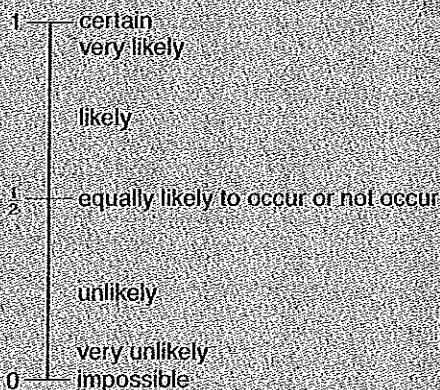 1 certain
very likely
likely
1/2 equally likely to occur or not occur
unlikely
very unlikely
0 impossible